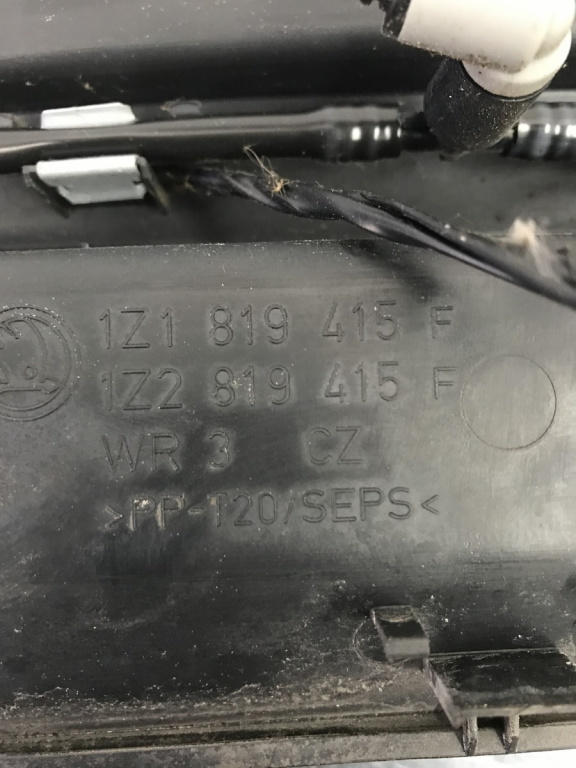 1Z1 819 415 F
1Z2 819 415 F
WR 3 CZ
>PP-T20/SEPS<